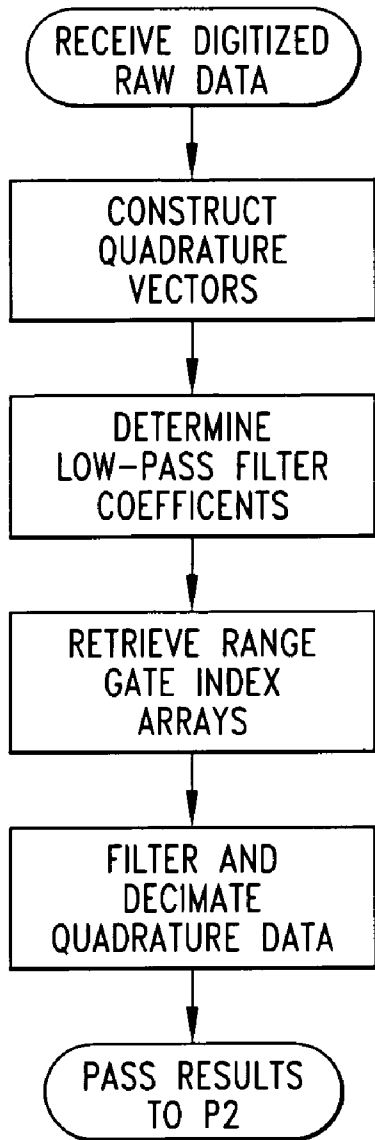 RECEIVE DIGITIZED
RAW DATA
CONSTRUCT
QUADRATURE
VECTORS
DETERMINE
LOW-PASS FILTER
COEFFICENTS
RETRIEVE RANGE
GATE INDEX
ARRAYS
FILTER AND
DECIMATE
QUADRATURE DATA
PASS RESULTS
TO P2